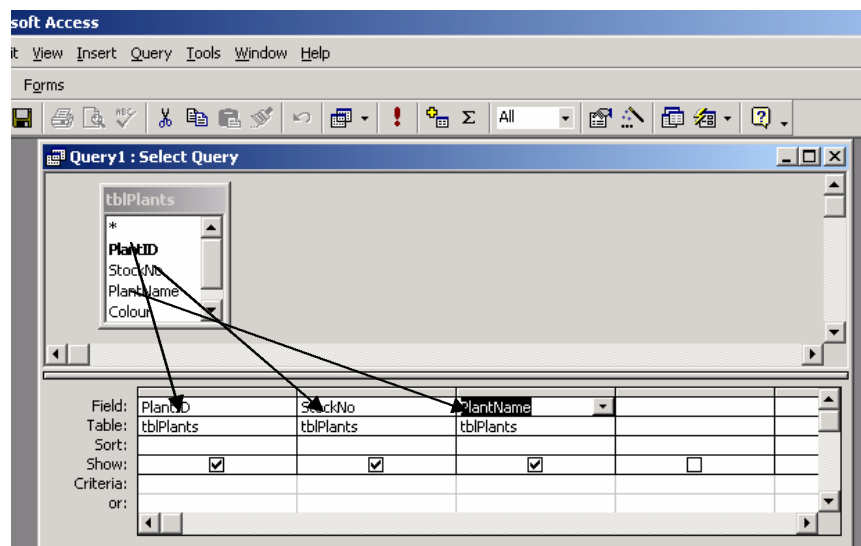 soft Access
it View Insert Query Tools Window Help
Forms
ABC All
Query1 : Select Query
tblPlants
*
PlantID
StockNo
PlantName
Colour
Field: PlantID StockNo PlantName
Table: tblPlants tblPlants tblPlants
Sort:
Show:
Criteria:
or: